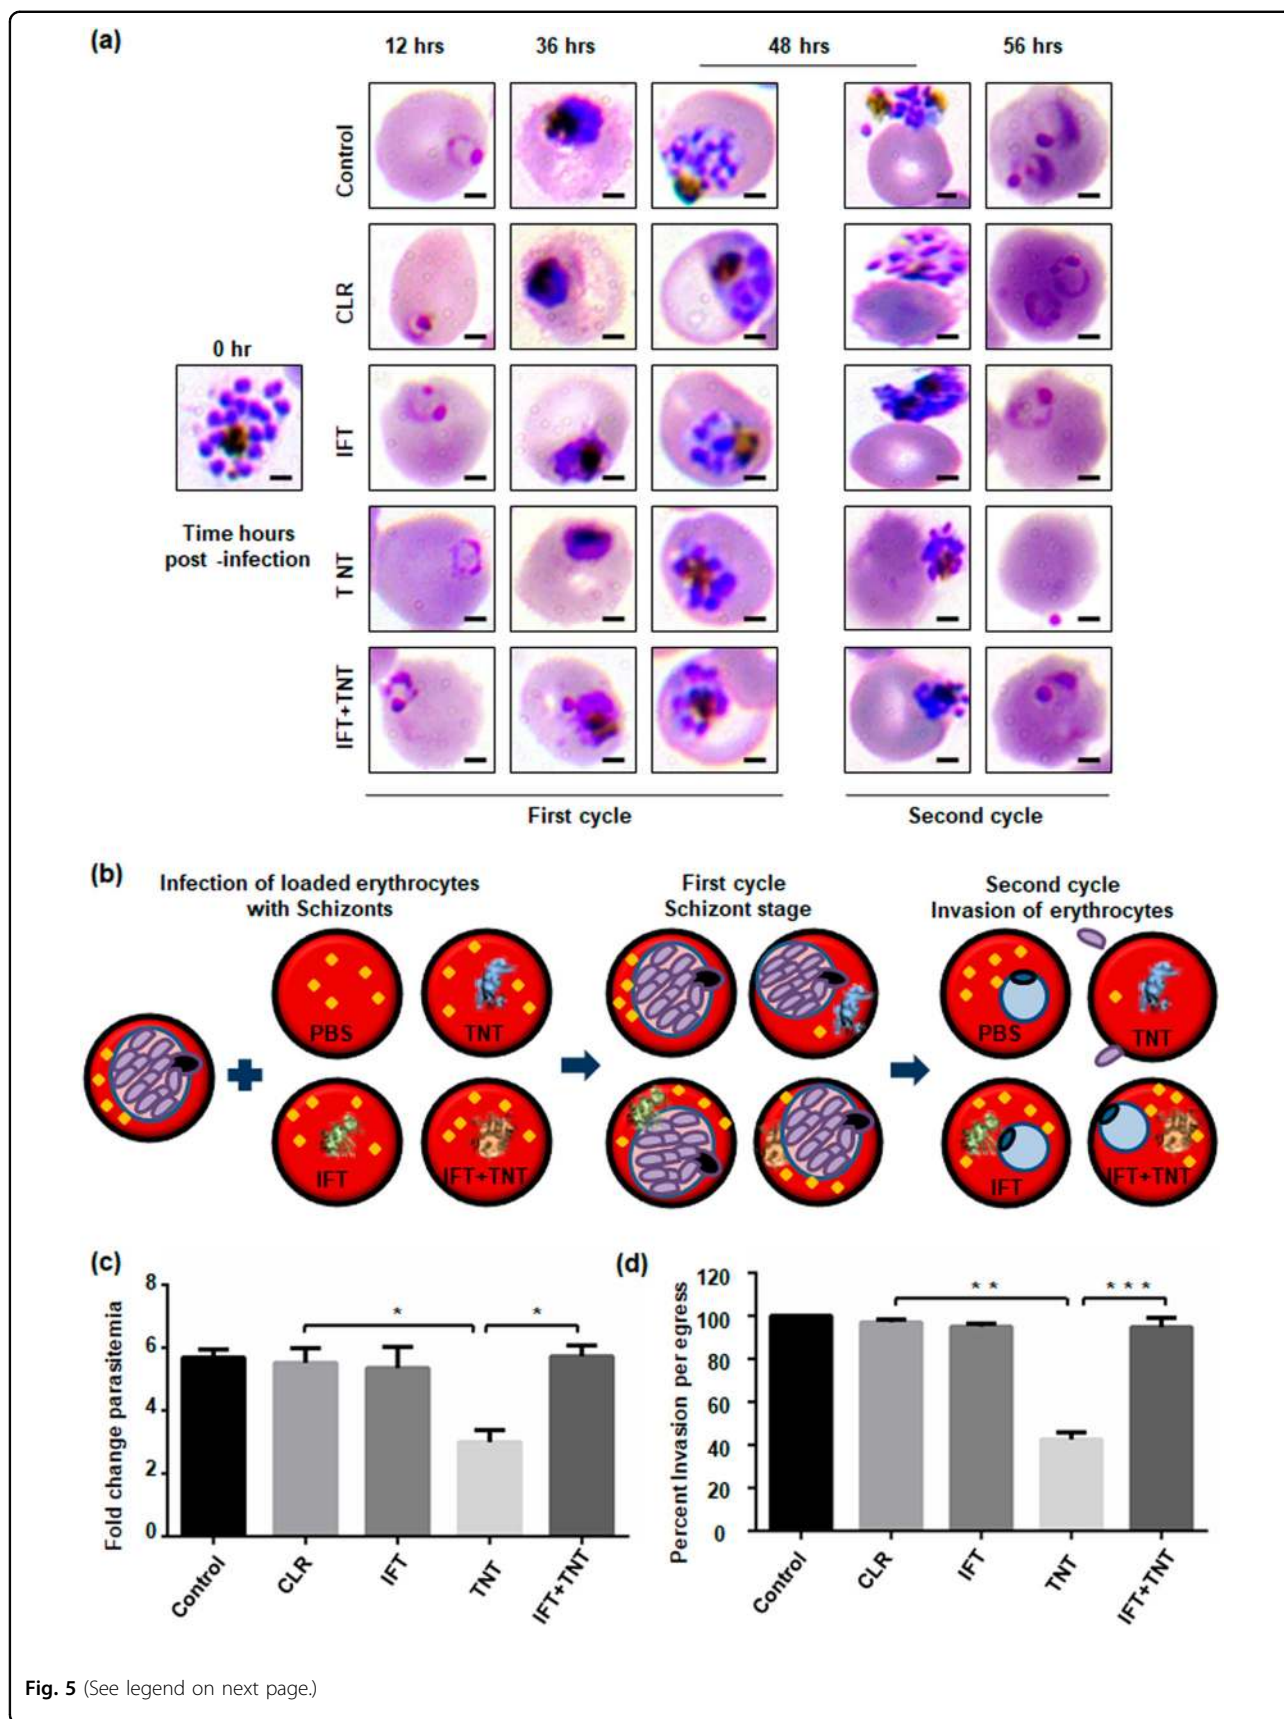 (a)
12 hrs 36 hrs 48 hrs 56 hrs
Control
CLR
0 hr
IFT
Time hours
post -infection
T NT
IFT+TNT
First cycle
Second cycle
(b)
Infection of loaded erythrocytes
with Schizonts
First cycle
Schizont stage
Second cycle
Invasion of erythrocytes
PBS
TNT
IFT
IFT+TNT
PBS
TNT
IFT
IFT+TNT
(c)
Fold change parasitemia
8
6
4
2
0
* *
Control
CLR
IFT
TNT
IFT+TNT
(d)
Percent Invasion per egress
120
100
80
60
40
20
0
* * * * *
Control
CLR
IFT
TNT
IFT+TNT
Fig. 5 (See legend on next page.)